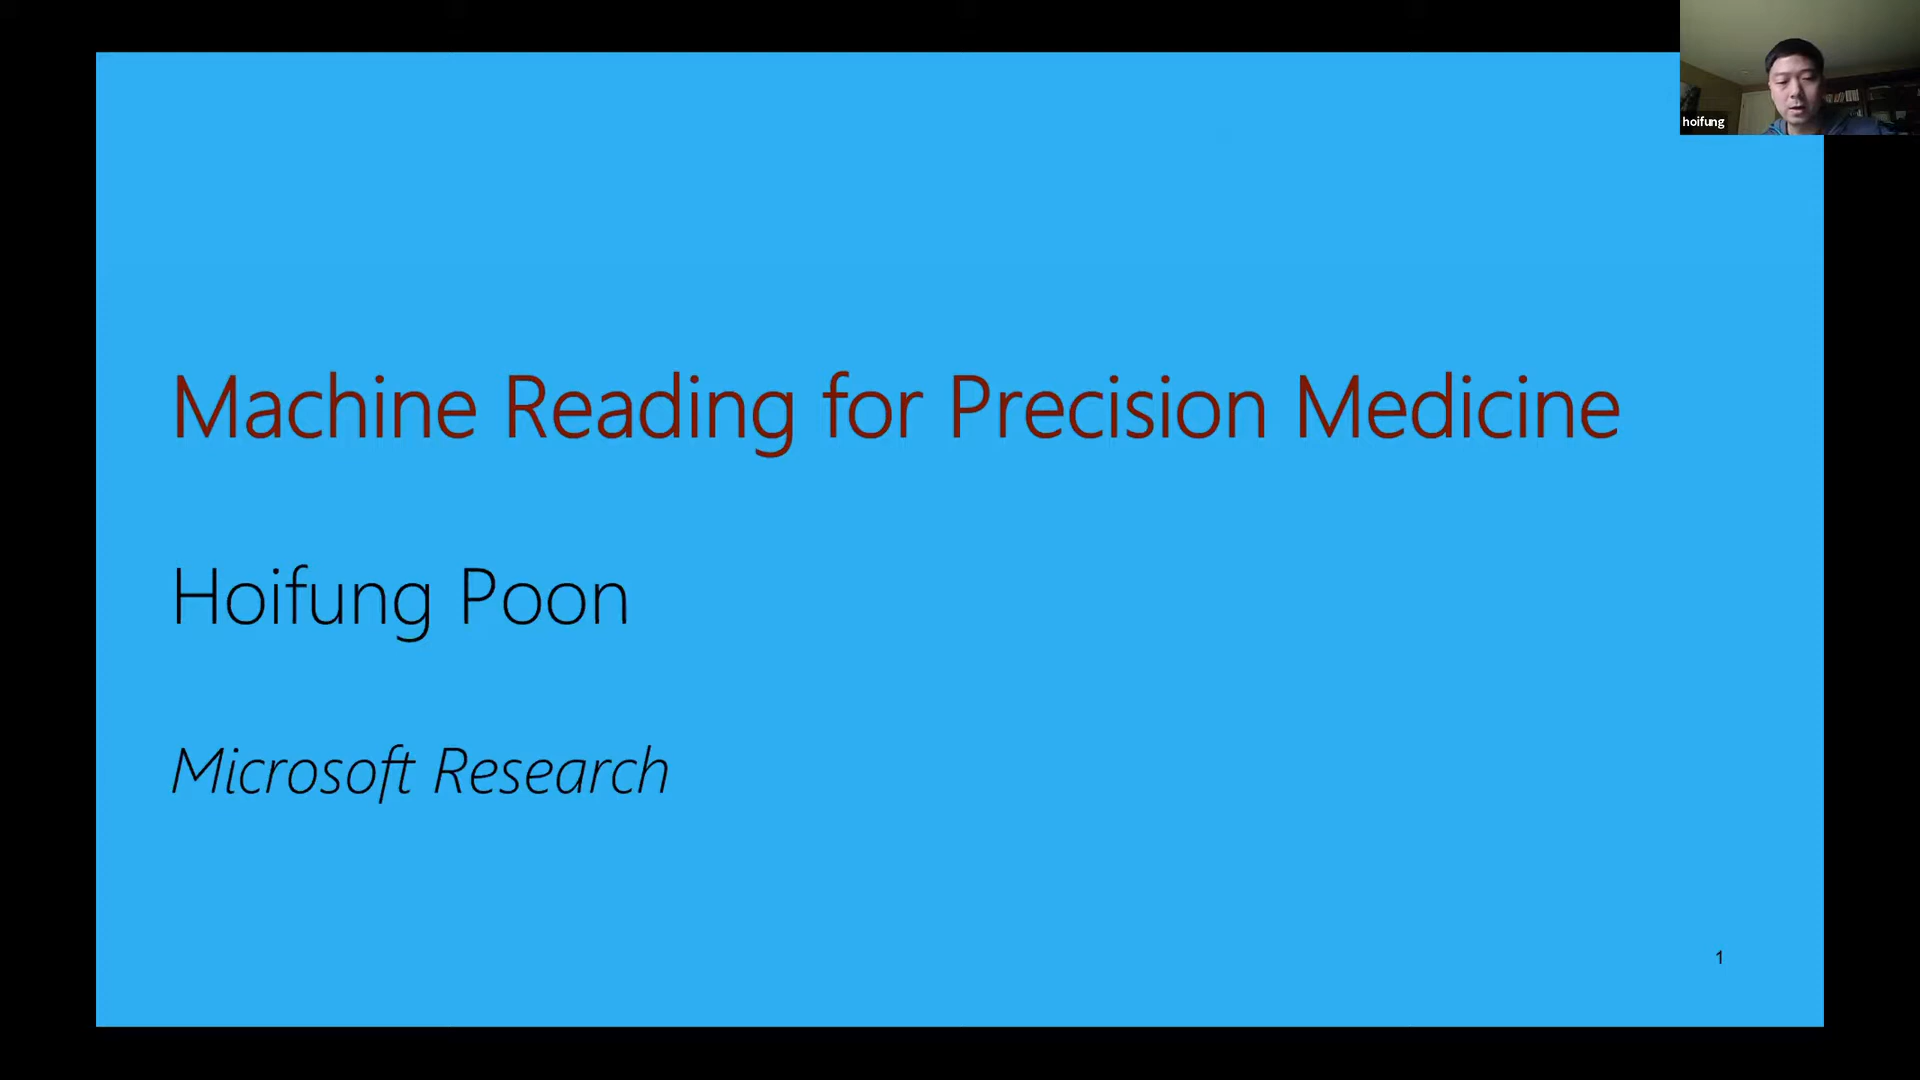 hoifung
Machine Reading for Precision Medicine
Hoifung Poon
Microsoft Research
1